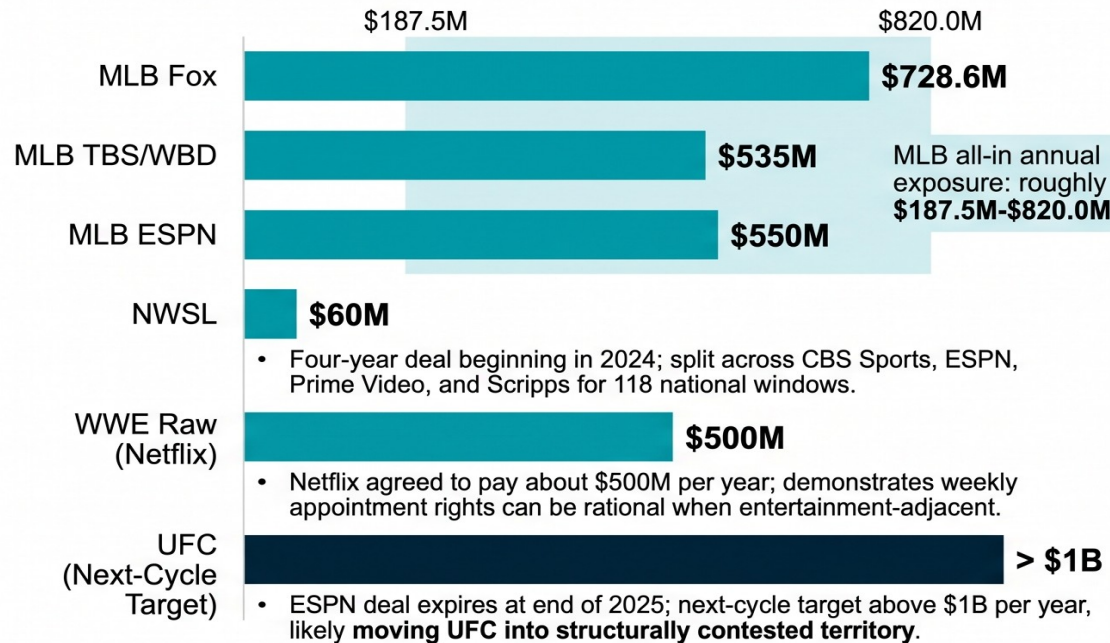 $187.5M $820.0M
MLB Fox $728.6M
MLB TBS/WBD $535M
MLB all-in annual
exposure: roughly
$187.5M-$820.0M
MLB ESPN $550M
NWSL $60M
• Four-year deal beginning in 2024; split across CBS Sports, ESPN,
Prime Video, and Scripps for 118 national windows.
WWE Raw
(Netflix) $500M
• Netflix agreed to pay about $500M per year; demonstrates weekly
appointment rights can be rational when entertainment-adjacent.
UFC
(Next-Cycle
Target) > $1B
• ESPN deal expires at end of 2025; next-cycle target above $1B per year,
likely moving UFC into structurally contested territory.